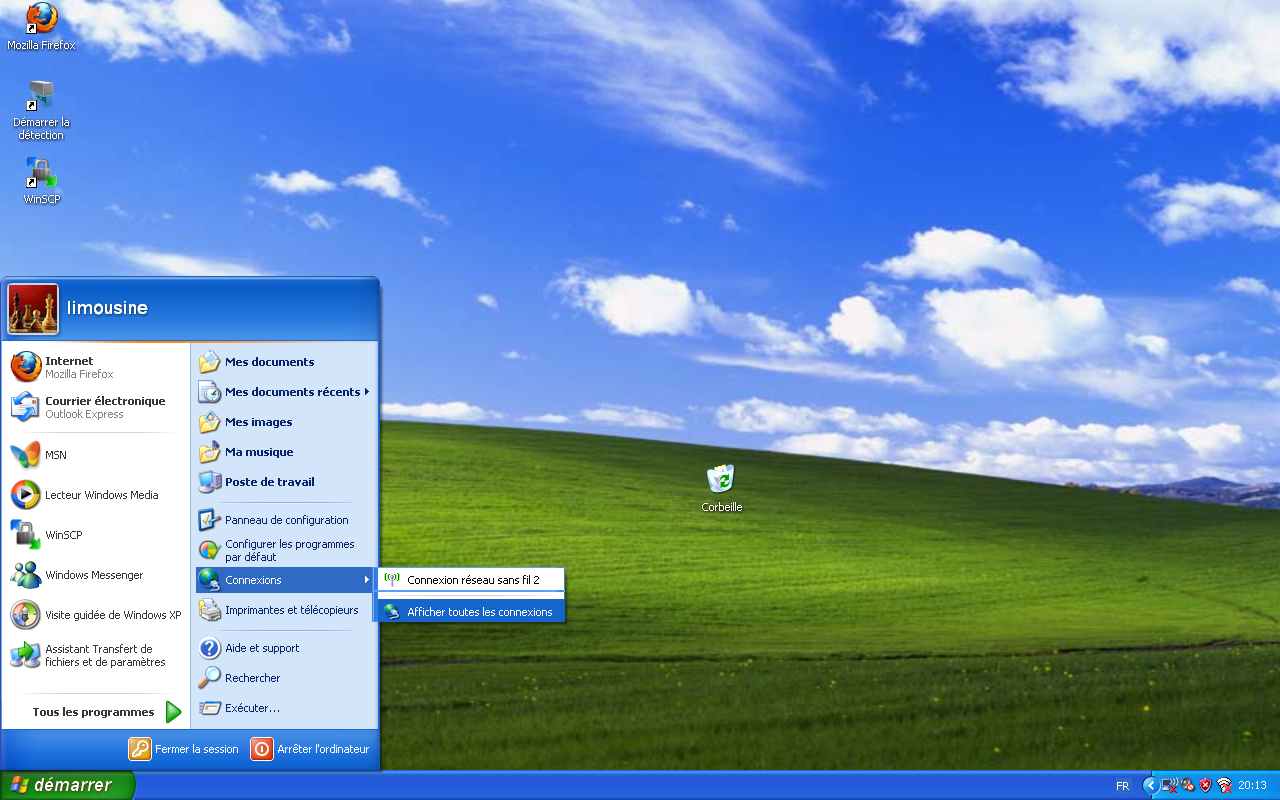 Mozilla Firefox
Démarrer la
détection
WinSCP
limousine
Internet
Mozilla Firefox
Courrier électronique
Outlook Express
MSN
Lecteur Windows Media
WinSCP
Windows Messenger
Visite guidée de Windows XP
Assistant Transfert de
fichiers et de paramètres
Tous les programmes
Mes documents
Mes documents récents
Mes images
Ma musique
Poste de travail
Panneau de configuration
Configurer les programmes
par défaut
Connexions
Imprimantes et télécopieurs
Aide et support
Rechercher
Exécuter...
Connexion réseau sans fil 2
Afficher toutes les connexions
Fermer la session
Arrêter l'ordinateur
Corbeille
démarrer
FR
20:13